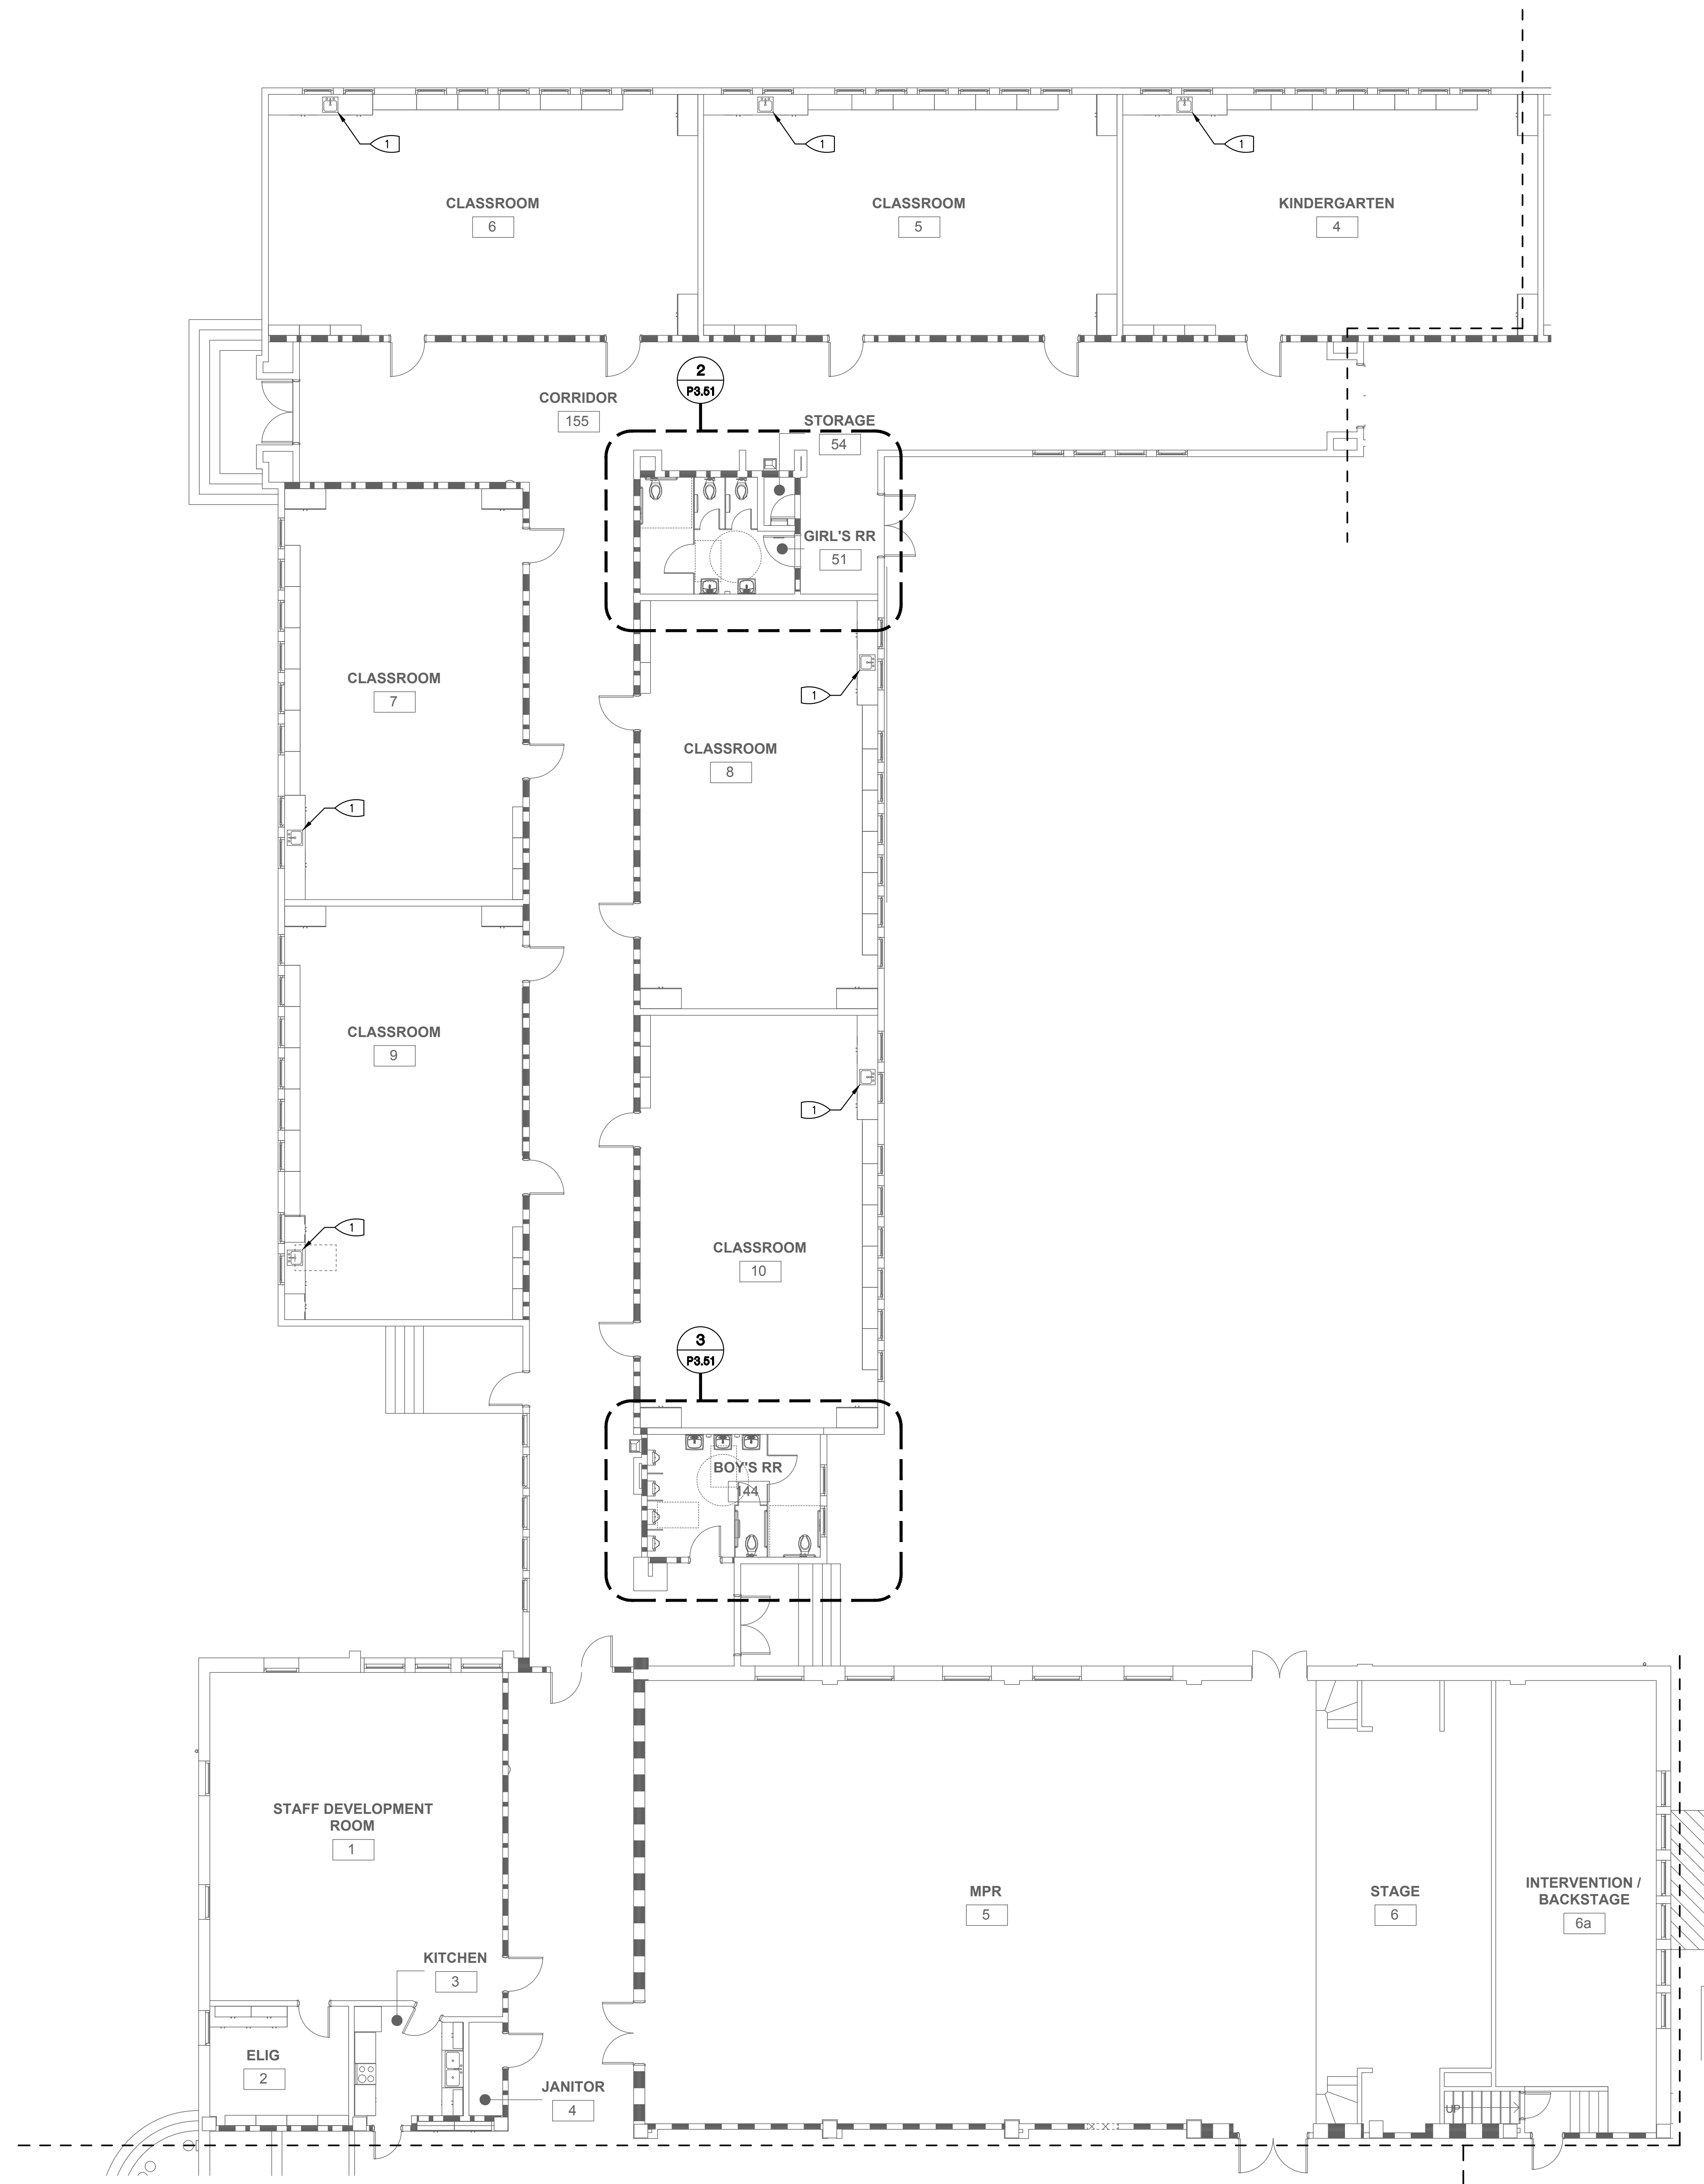 1
1
1
CLASSROOM
6
CLASSROOM
5
KINDERGARTEN
4
2
P3.51
CORRIDOR
155
STORAGE
54
GIRL'S RR
51
CLASSROOM
7
1
CLASSROOM
8
1
CLASSROOM
9
1
1
CLASSROOM
10
3
P3.51
BOY'S RR
144
STAFF DEVELOPMENT
ROOM
1
MPR
5
STAGE
6
INTERVENTION /
BACKSTAGE
6a
KITCHEN
3
ELIG
2
JANITOR
4
UP